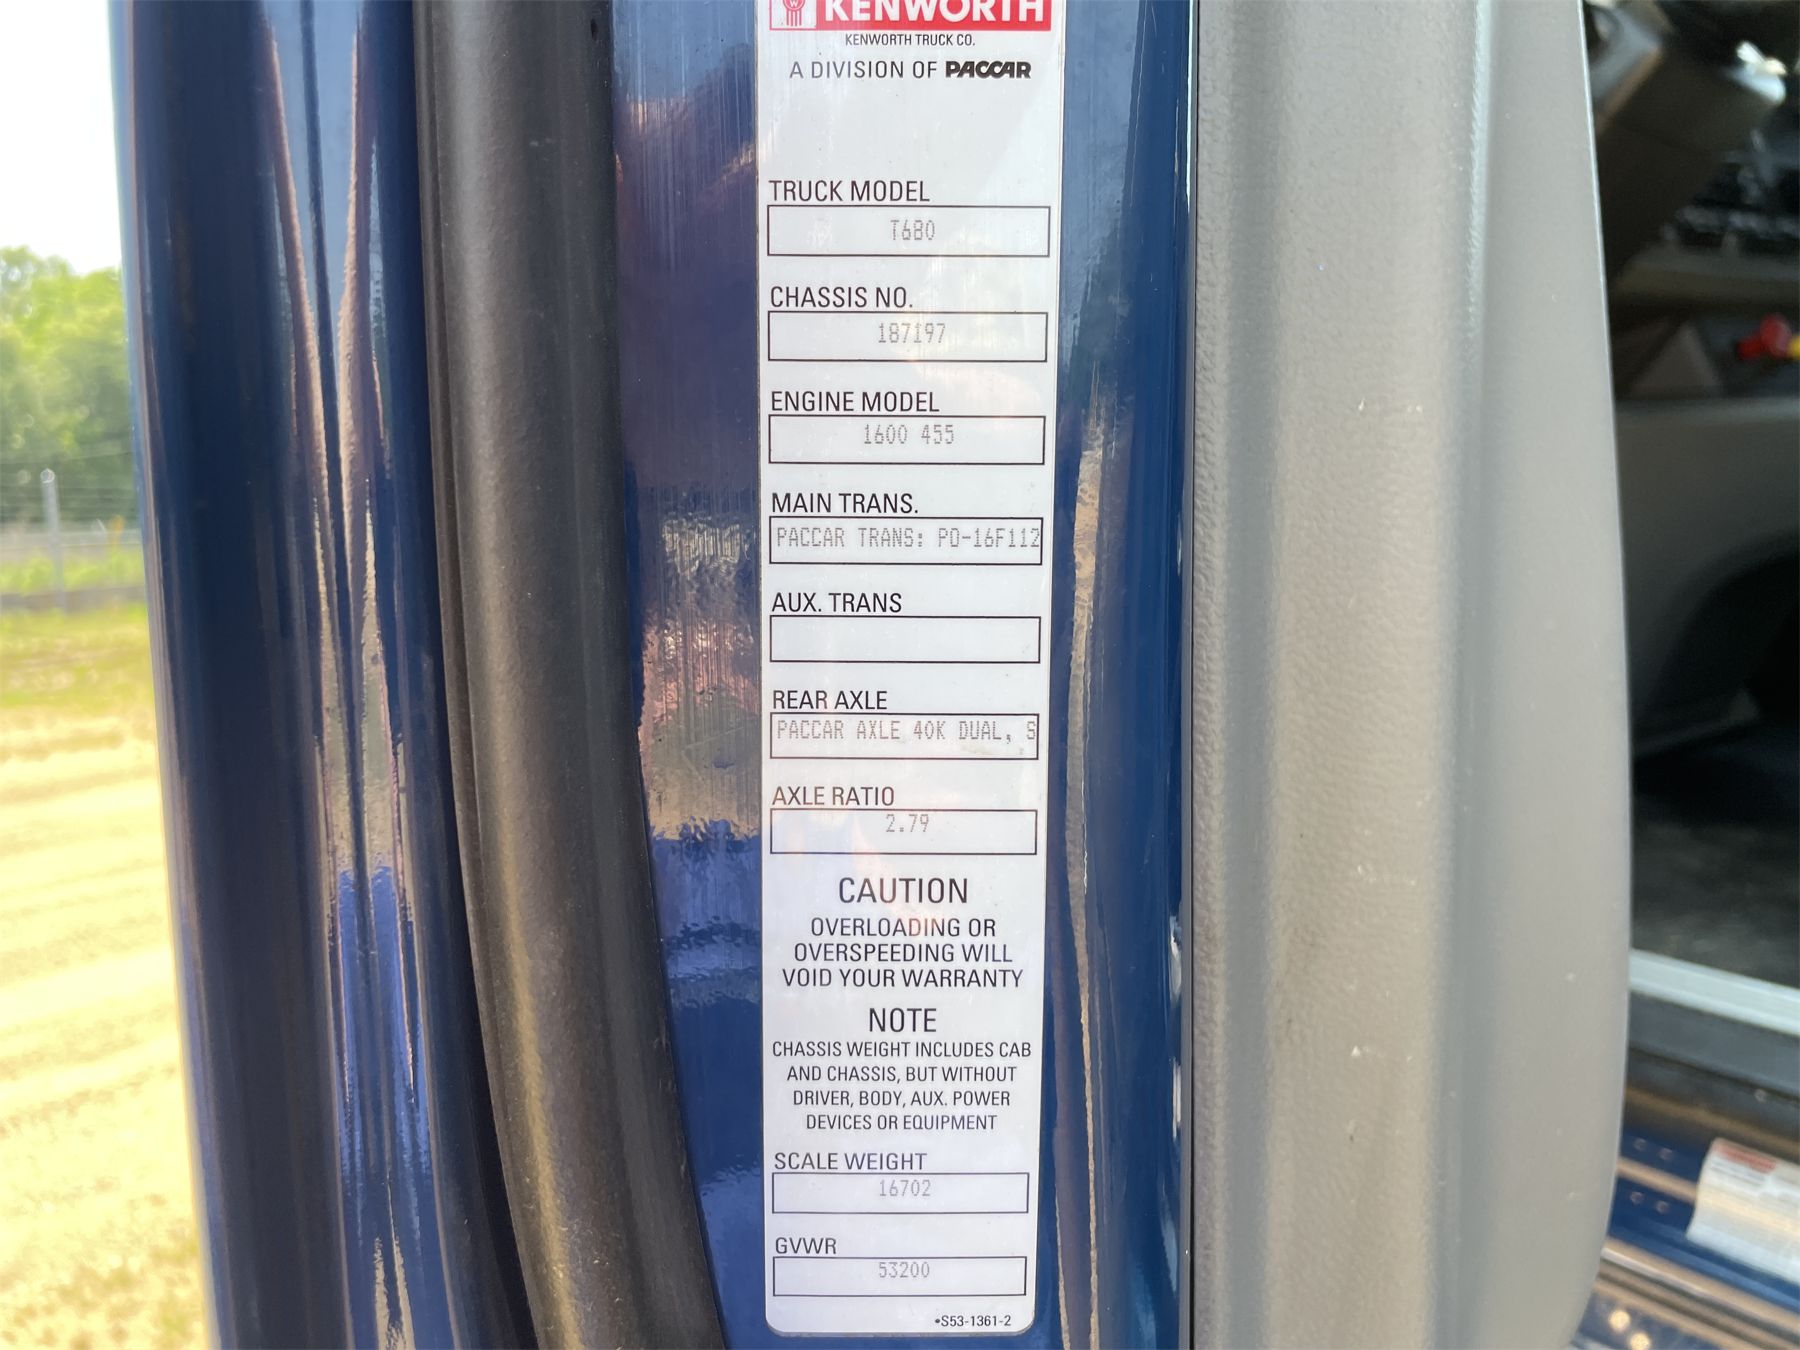 KENWORTH
KENWORTH TRUCK CO.
A DIVISION OF PACCAR
TRUCK MODEL
T680
CHASSIS NO.
187197
ENGINE MODEL
1600 455
MAIN TRANS.
PACCAR TRANS: PO-16F112
AUX. TRANS
REAR AXLE
PACCAR AXLE 40K DUAL, S
AXLE RATIO
2.79
CAUTION
OVERLOADING OR
OVERSPEEDING WILL
VOID YOUR WARRANTY
NOTE
CHASSIS WEIGHT INCLUDES CAB
AND CHASSIS, BUT WITHOUT
DRIVER, BODY, AUX. POWER
DEVICES OR EQUIPMENT
SCALE WEIGHT
16702
GVWR
53200
•S53-1361-2